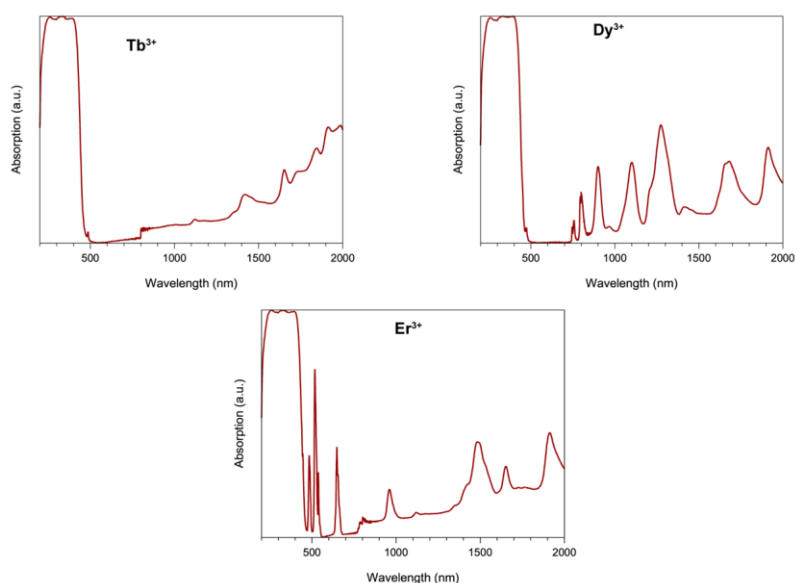 Tb³⁺
Absorption (a.u.)
500 1000 1500 2000
Wavelength (nm)
Dy³⁺
Absorption (a.u.)
500 1000 1500 2000
Wavelength (nm)
Er³⁺
Absorption (a.u.)
500 1000 1500 2000
Wavelength (nm)